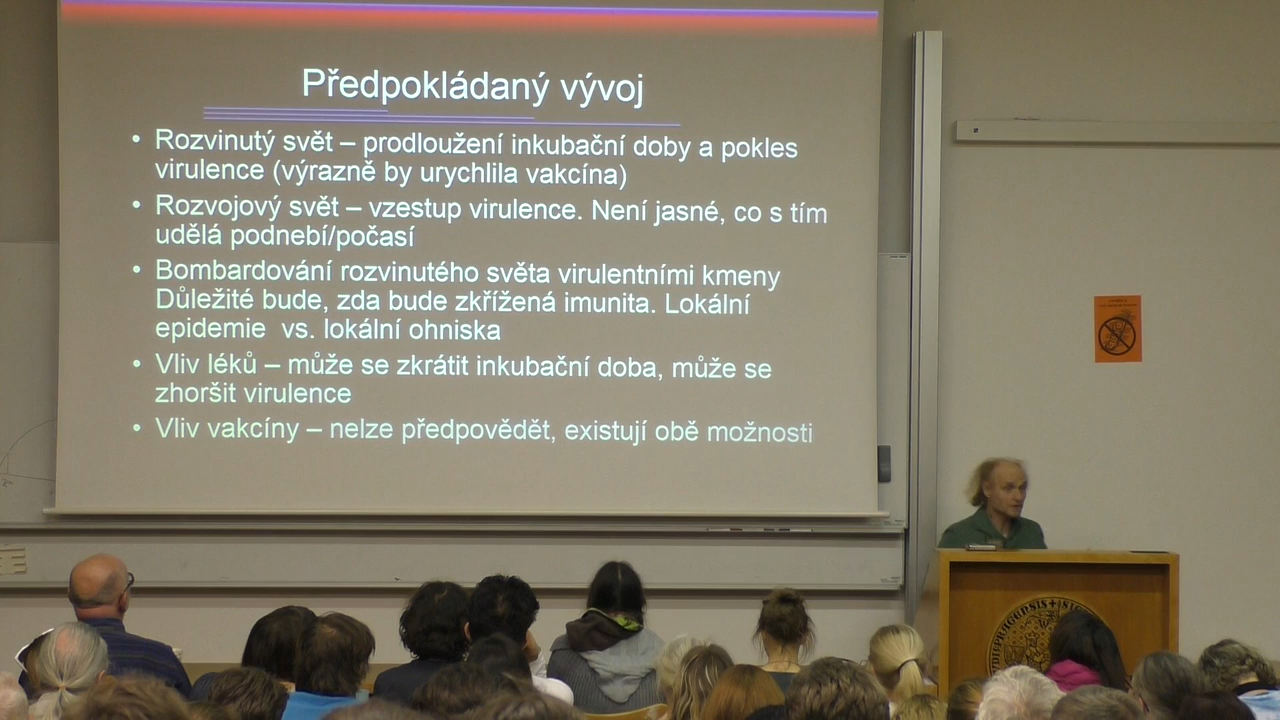 Předpokládaný vývoj
• Rozvinutý svět – prodloužení inkubační doby a pokles
virulence (výrazně by urychlila vakcína)
• Rozvojový svět – vzestup virulence. Není jasné, co s tím
udělá podnebí/počasí
• Bombardování rozvinutého světa virulentními kmeny
Důležité bude, zda bude zkřížená imunita. Lokální
epidemie vs. lokální ohniska
• Vliv léků – může se zkrátit inkubační doba, může se
zhoršit virulence
• Vliv vakcíny – nelze předpovědět, existují obě možnosti